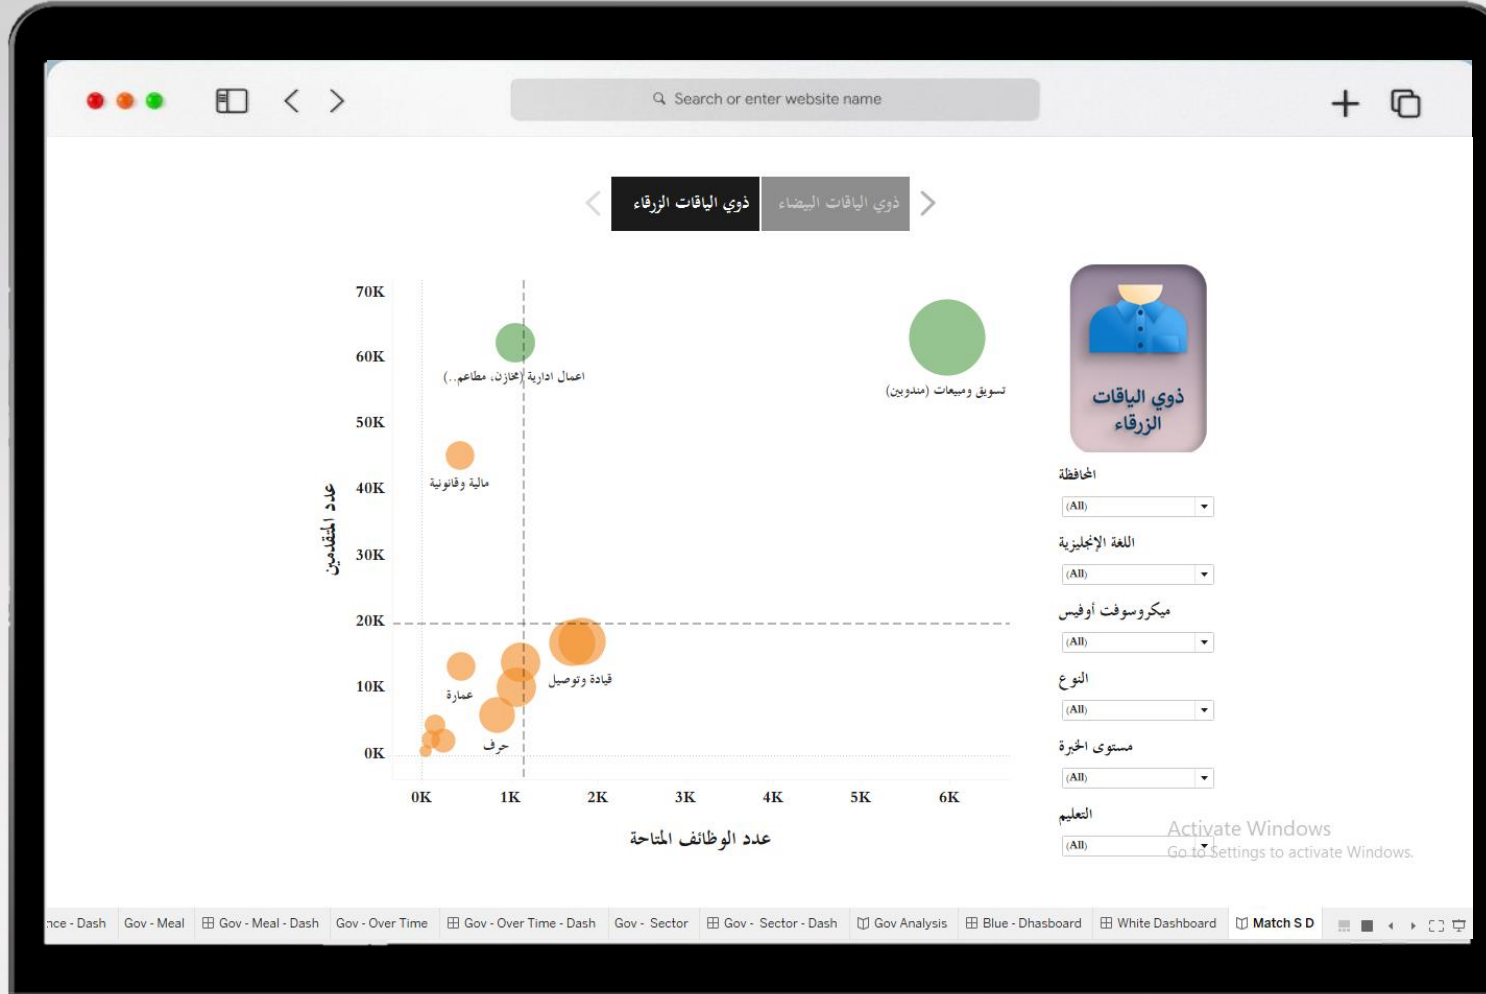 Search or enter website name
ذوي الياقات الزرقاء
ذوي الياقات البيضاء
70K
60K
50K
40K
30K
20K
10K
0K
عدد المتقدمين
اعمال ادارية (مخازن، مطاعم..)
تسويق ومبيعات (مندوبين)
مالية وقانونية
قيادة وتوصيل
عمارة
حرف
0K
1K
2K
3K
4K
5K
6K
عدد الوظائف المتاحة
ذوي الياقات
الزرقاء
المحافظة
(All)
اللغة الإنجليزية
(All)
ميكروسوفت أوفيس
(All)
النوع
(All)
مستوى الخبرة
(All)
التعليم
(All)
Activate Windows
Go to Settings to activate Windows.
nce - Dash
Gov - Meal
Gov - Meal - Dash
Gov - Over Time
Gov - Over Time - Dash
Gov - Sector
Gov - Sector - Dash
Gov Analysis
Blue - Dhasboard
White Dashboard
Match S D